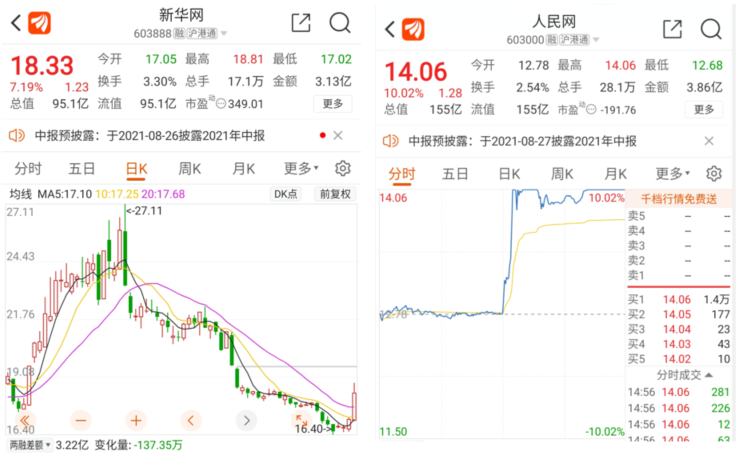 新华网
603888 融 沪港通
18.33
7.19% 1.23
今开 17.05 最高 18.81 最低 17.02
换手 3.30% 总手 17.1万 金额 3.13亿
总值 95.1亿 流值 95.1亿 市盈动 349.01 更多
中报预披露：于2021-08-26披露2021年中报
分时 五日 日K 周K 月K 更多
均线 MA5:17.10 10:17.25 20:17.68 DK点 前复权
27.11
←27.11
24.43
21.76
19.08
16.40
16.40→
两融差额 3.22亿 变化量: -137.35万
人民网
603000 融 沪港通
14.06
10.02% 1.28
今开 12.78 最高 14.06 最低 12.68
换手 2.54% 总手 28.1万 金额 3.86亿
总值 155亿 流值 155亿 市盈动 -191.76 更多
中报预披露：于2021-08-27披露2021年中报
分时 五日 日K 周K 月K 更多
14.06 10.02% 千档行情免费送
卖5 – –
卖4 – –
卖3 – –
卖2 – –
卖1 – –
12.78
买1 14.06 1.4万
买2 14.05 177
买3 14.04 23
买4 14.03 43
买5 14.02 10
分时成交
14:56 14.06 281
14:56 14.06 226
14:56 14.06 12
14:56 14.06 63
11.50 -10.02%